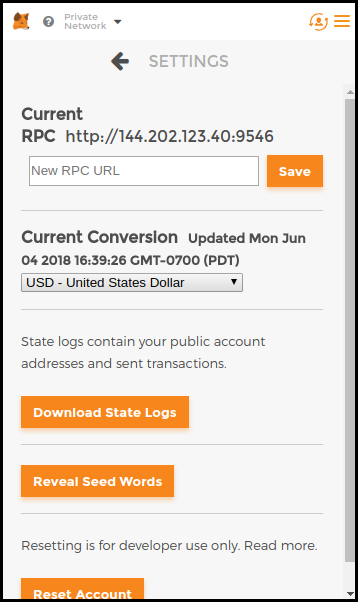 Private
Network
SETTINGS
Current
RPC http://144.202.123.40:9546
New RPC URL
Save
Current Conversion Updated Mon Jun
04 2018 16:39:26 GMT-0700 (PDT)
USD - United States Dollar
State logs contain your public account
addresses and sent transactions.
Download State Logs
Reveal Seed Words
Resetting is for developer use only. Read more.
Reset Account